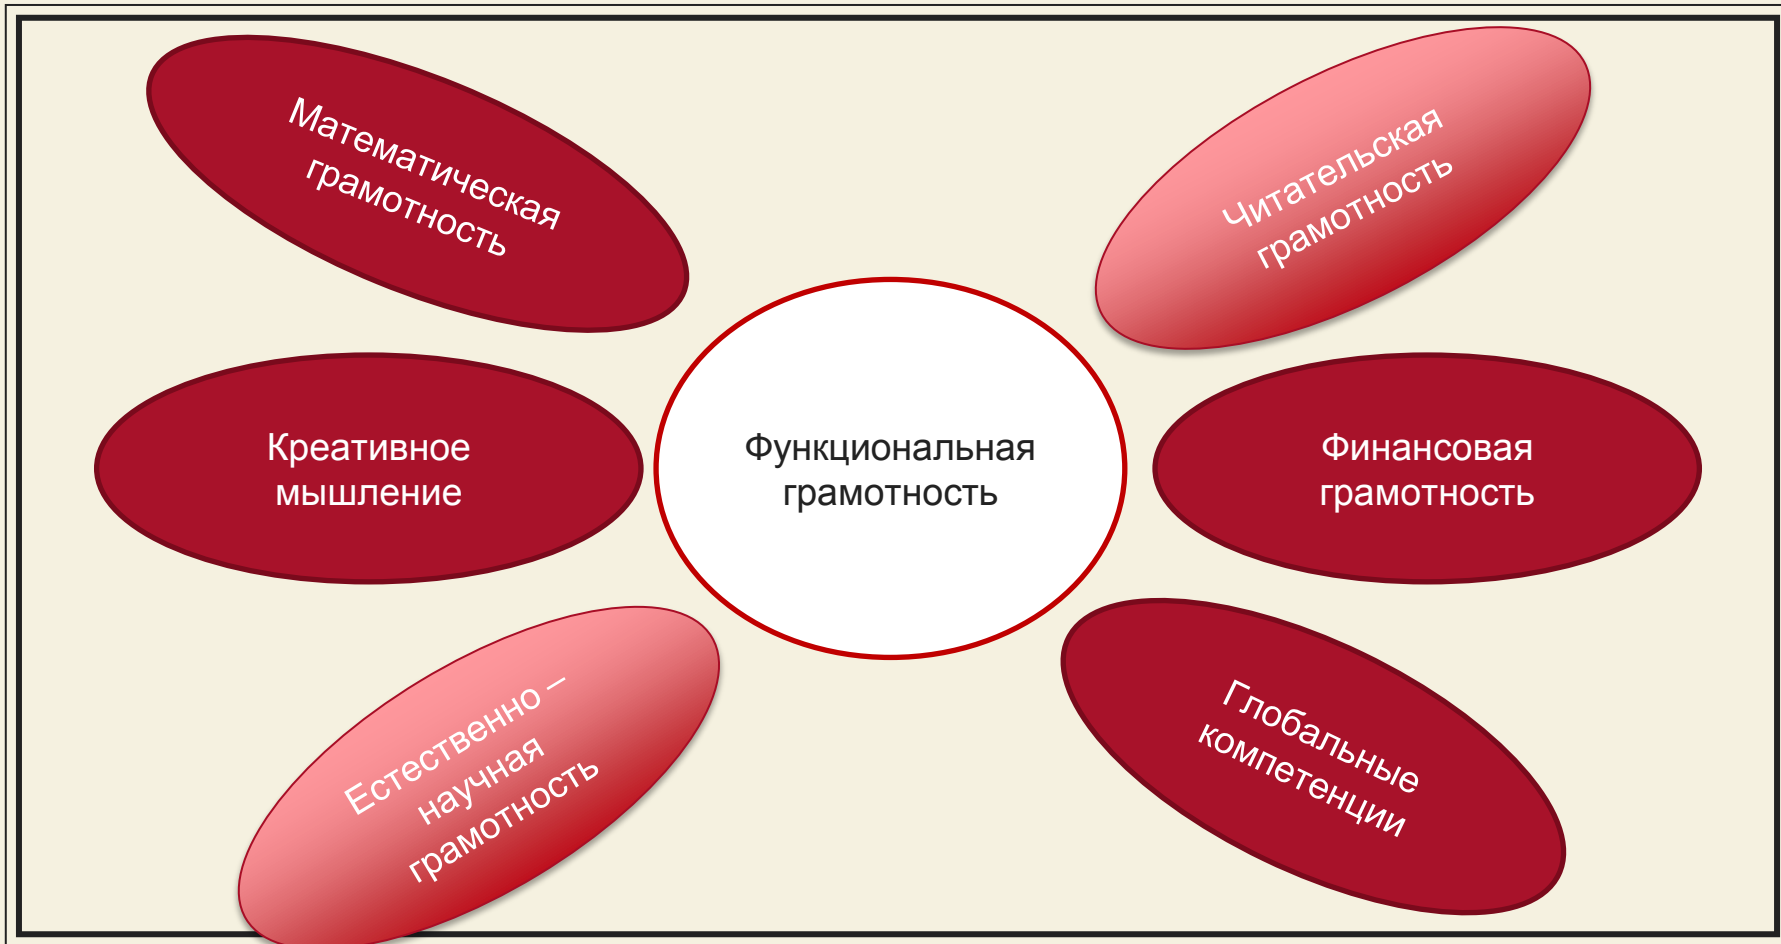 Математическая
грамотность
Читательская
грамотность
Креативное
мышление
Функциональная
грамотность
Финансовая
грамотность
Естественно –
научная
грамотность
Глобальные
компетенции